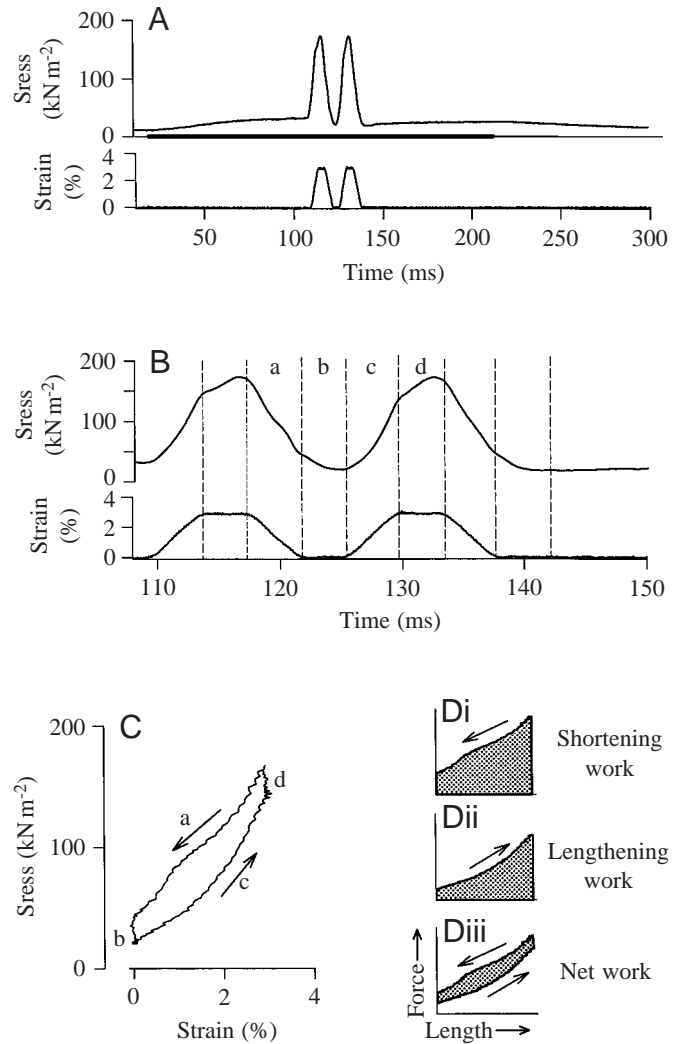 A
Sress
(kN m-2)
200
100
0
Strain
(%)
4
2
0
50 100 150 200 250 300
Time (ms)
B
a b c d
Sress
(kN m-2)
200
100
0
Strain
(%)
4
2
0
110 120 130 140 150
Time (ms)
C
Sress (kN m-2)
200
100
0
a
b
c
d
0 2 4
Strain (%)
Di
Shortening
work
Dii
Lengthening
work
Diii
Net work
Force
Length